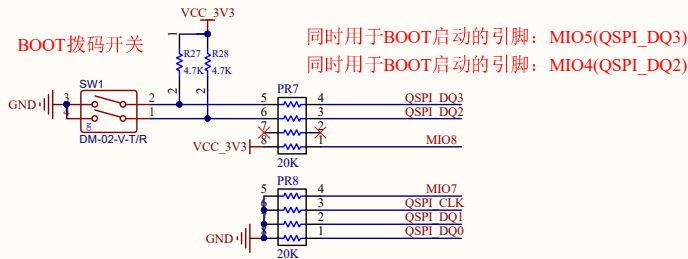 VCC_3V3
BOOT拨码开关
同时用于BOOT启动的引脚：MIO5(QSPI_DQ3)
同时用于BOOT启动的引脚：MIO4(QSPI_DQ2)
1 1
R27 R28
4.7K 4.7K
2 2
SW1
PR7
GND 3 2 5 4 QSPI_DQ3
4 1 6 3 QSPI_DQ2
7 2
VCC_3V3 8 1 MIO8
DM-02-V-T/R
20K
PR8
5 4 MIO7
6 3 QSPI_CLK
7 2 QSPI_DQ1
GND 8 1 QSPI_DQ0
20K